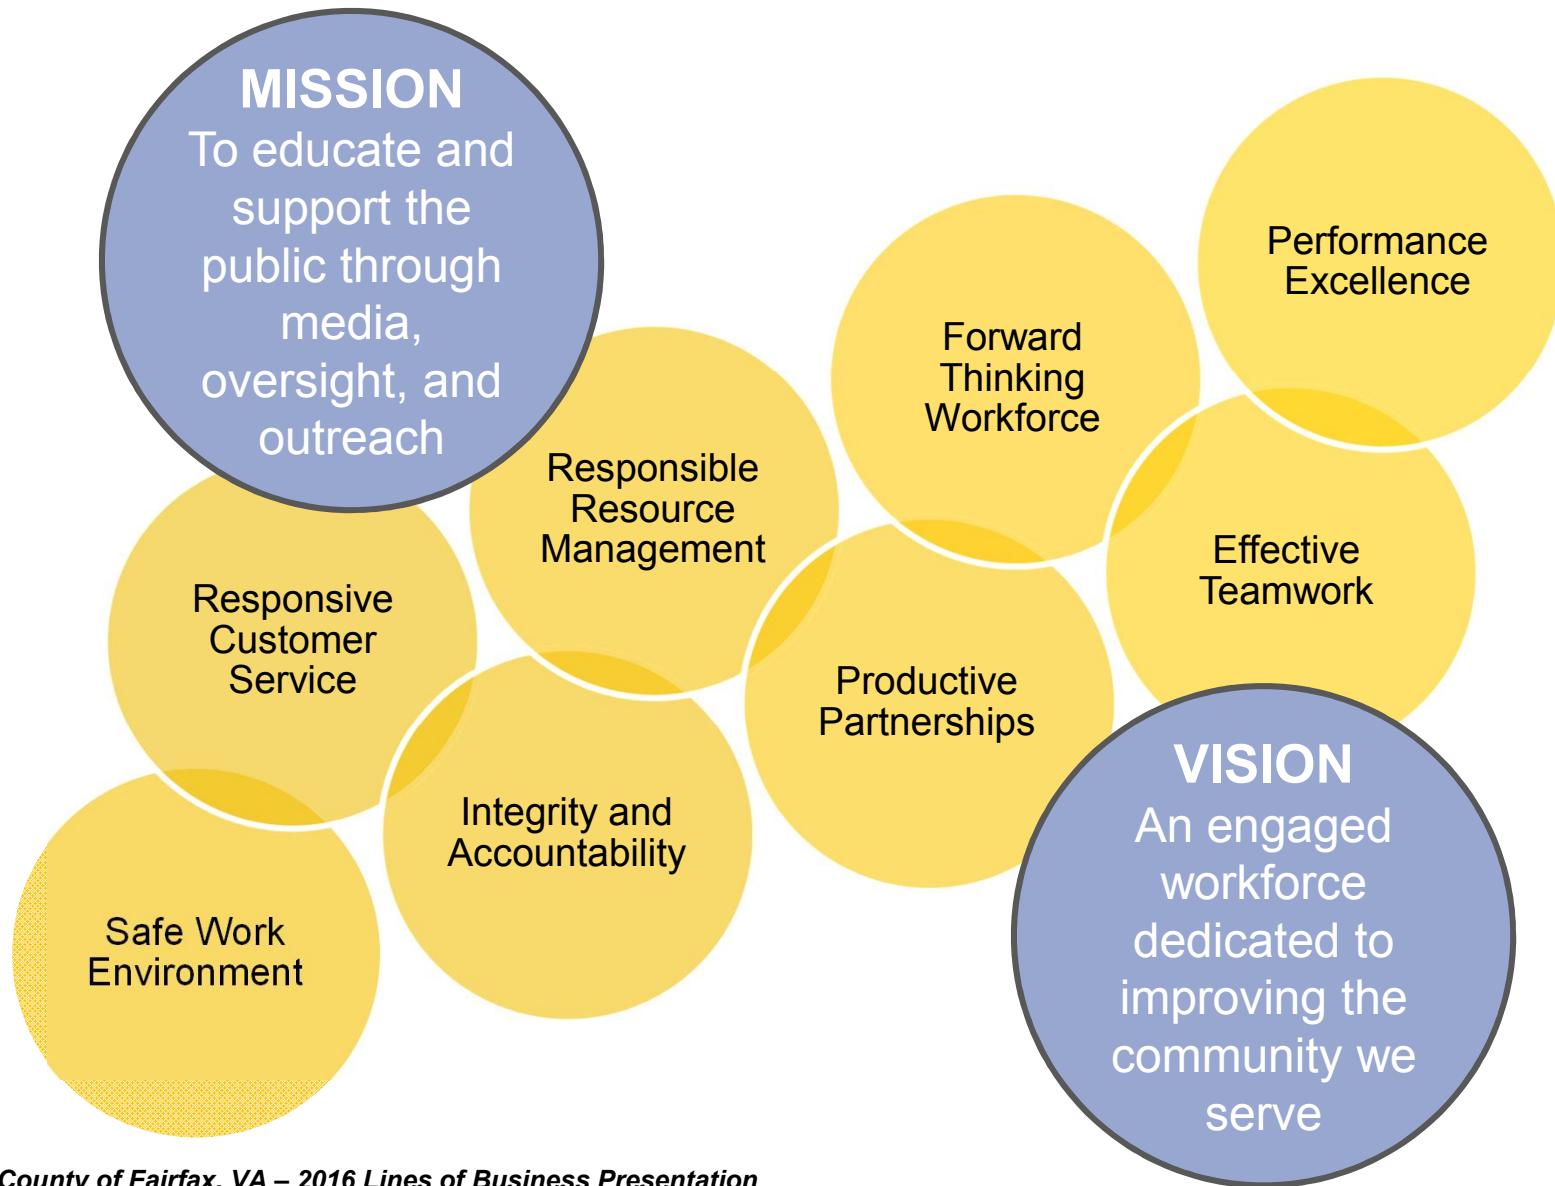 MISSION
To educate and
support the
public through
media,
oversight, and
outreach
Performance
Excellence
Forward
Thinking
Workforce
Responsible
Resource
Management
Effective
Teamwork
Responsive
Customer
Service
Productive
Partnerships
Integrity and
Accountability
Safe Work
Environment
VISION
An engaged
workforce
dedicated to
improving the
community we
serve
County of Fairfax, VA – 2016 Lines of Business Presentation